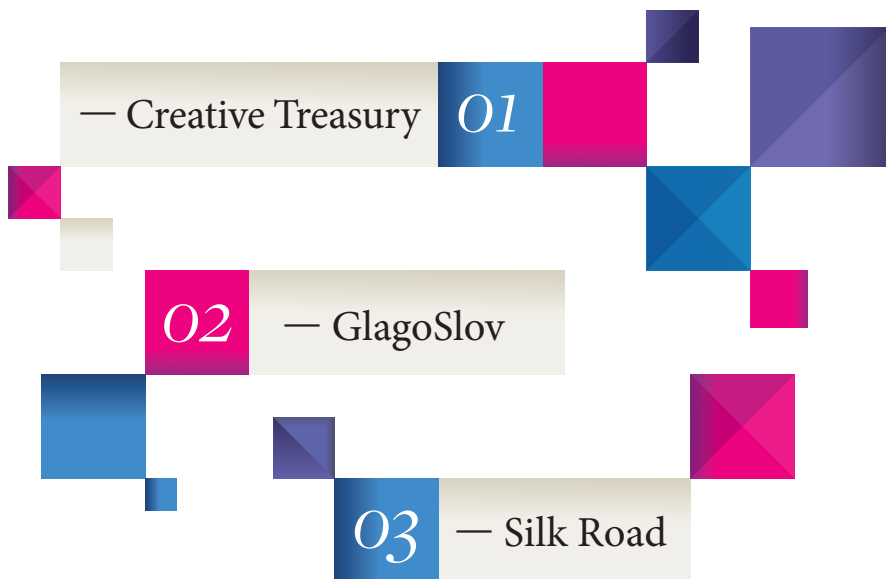 — Creative Treasury 01
02 — GlagoSlov
03 — Silk Road